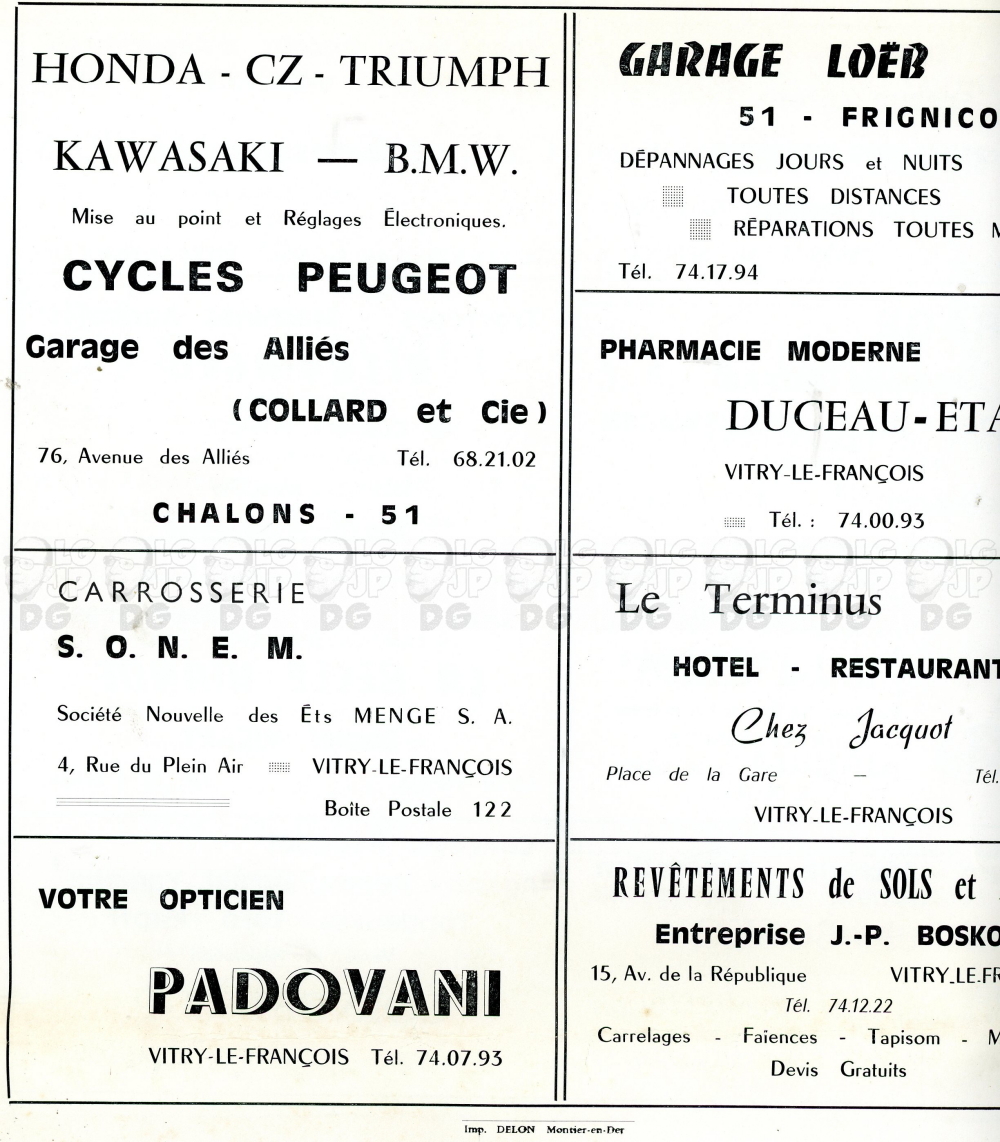 HONDA - CZ - TRIUMPH
KAWASAKI — B.M.W.
Mise au point et Réglages Électroniques.
CYCLES PEUGEOT
Garage des Alliés
(COLLARD et Cie)
76, Avenue des Alliés Tél. 68.21.02
CHALONS - 51
CARROSSERIE
S. O. N. E. M.
Société Nouvelle des Éts MENGE S. A.
4, Rue du Plein Air VITRY-LE-FRANÇOIS
Boîte Postale 122
VOTRE OPTICIEN
PADOVANI
VITRY-LE-FRANÇOIS Tél. 74.07.93
GARAGE LOËB
51 - FRIGNICO
DÉPANNAGES JOURS et NUITS
TOUTES DISTANCES
RÉPARATIONS TOUTES M
Tél. 74.17.94
PHARMACIE MODERNE
DUCEAU-ETA
VITRY-LE-FRANÇOIS
Tél. : 74.00.93
Le Terminus
HOTEL - RESTAURANT
Chez Jacquot
Place de la Gare — Tél.
VITRY-LE-FRANÇOIS
REVÊTEMENTS de SOLS et
Entreprise J.-P. BOSKO
15, Av. de la République VITRY-LE-FR
Tél. 74.12.22
Carrelages - Faïences - Tapisom - M
Devis Gratuits
Imp. DELON Montier-en-Der
LG JP DG